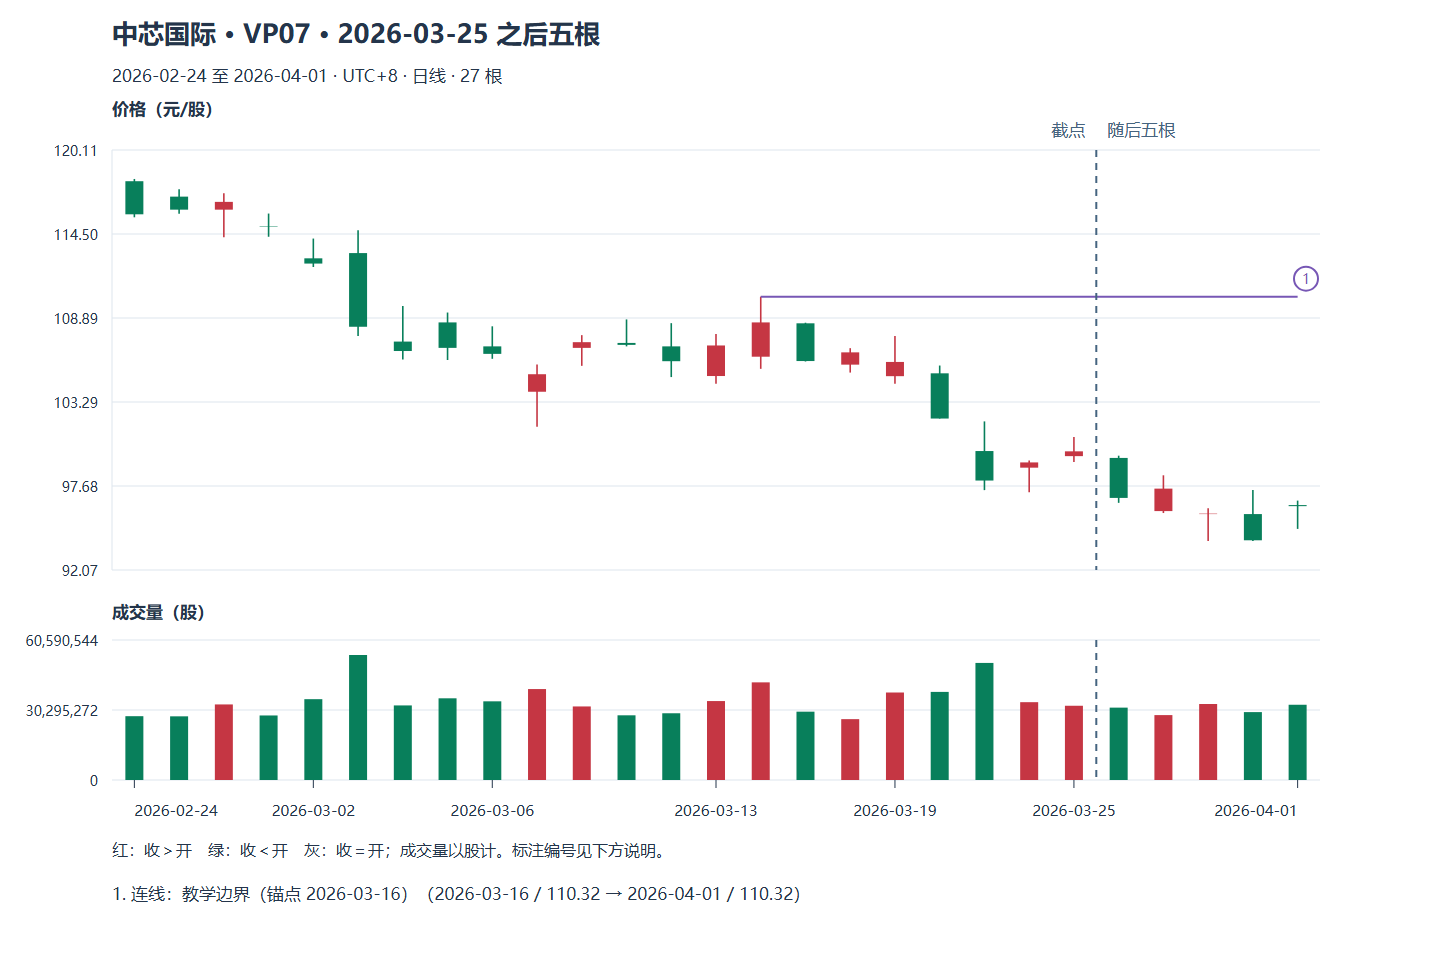 中芯国际 • VP07 • 2026-03-25 之后五根
2026-02-24 至 2026-04-01 · UTC+8 · 日线 · 27 根
价格（元/股）
截点 随后五根
120.11
114.50
108.89
103.29
97.68
92.07
1
成交量（股）
60,590,544
30,295,272
0
2026-02-24 2026-03-02 2026-03-06 2026-03-13 2026-03-19 2026-03-25 2026-04-01
红：收 > 开 绿：收 < 开 灰：收 = 开；成交量以股计。标注编号见下方说明。
1. 连线：教学边界（锚点 2026-03-16）（2026-03-16 / 110.32 → 2026-04-01 / 110.32）